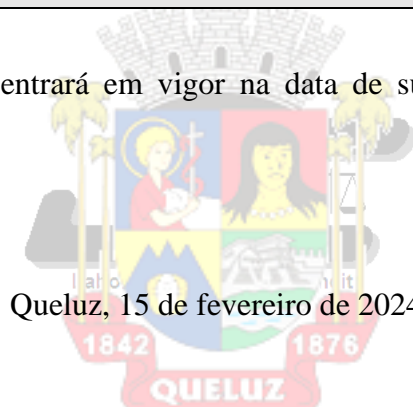 entrará em vigor na data de
Queluz, 15 de fevereiro de 2024
1842 1876
QUELUZ